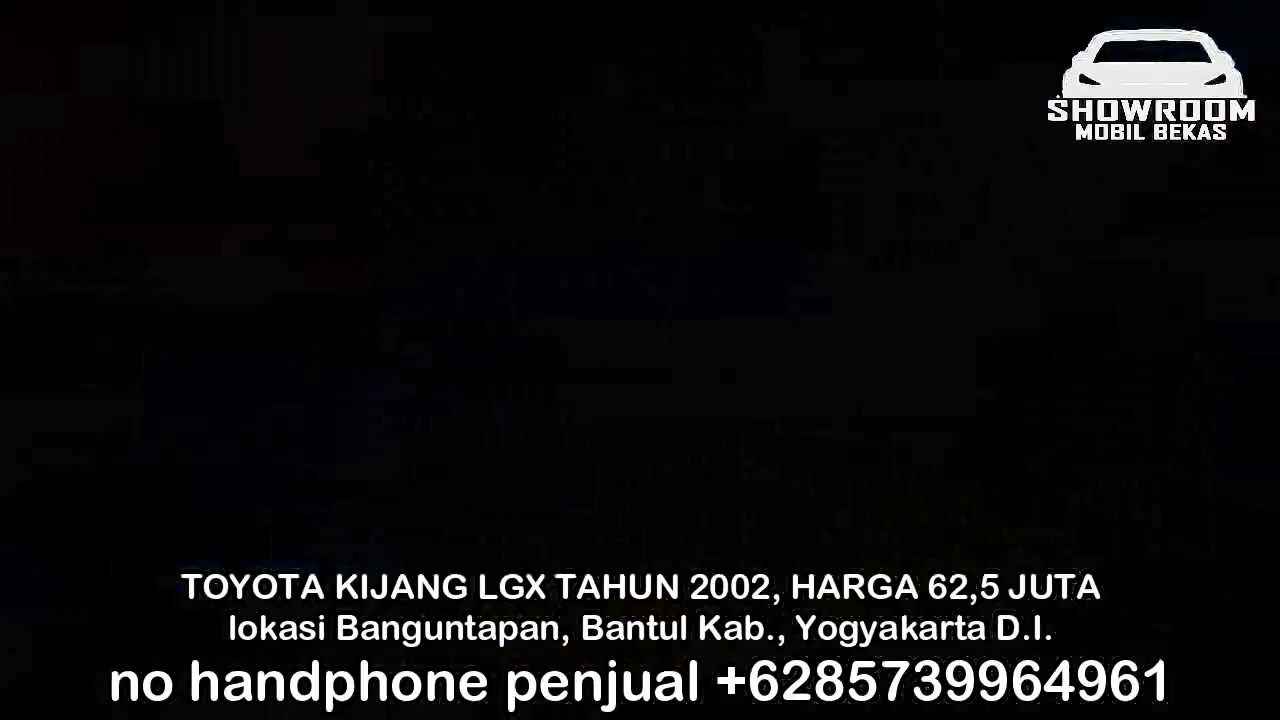 SHOWROOM
MOBIL BEKAS
TOYOTA KIJANG LGX TAHUN 2002, HARGA 62,5 JUTA
lokasi Banguntapan, Bantul Kab., Yogyakarta D.I.
no handphone penjual +6285739964961